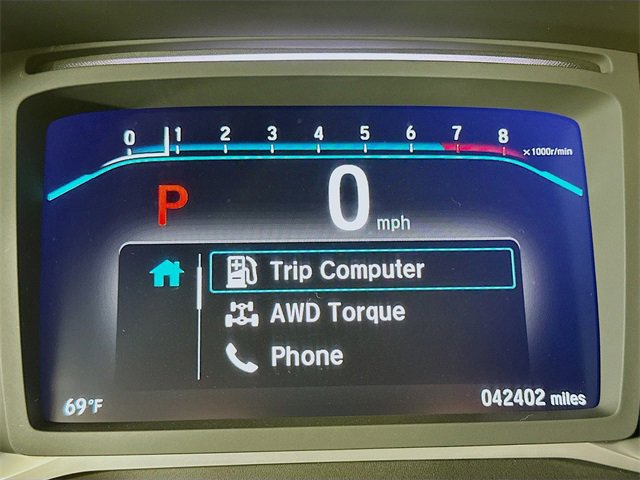 0 1 2 3 4 5 6 7 8
×1000r/min
P 0 mph
Trip Computer
AWD Torque
Phone
69°F 042402 miles